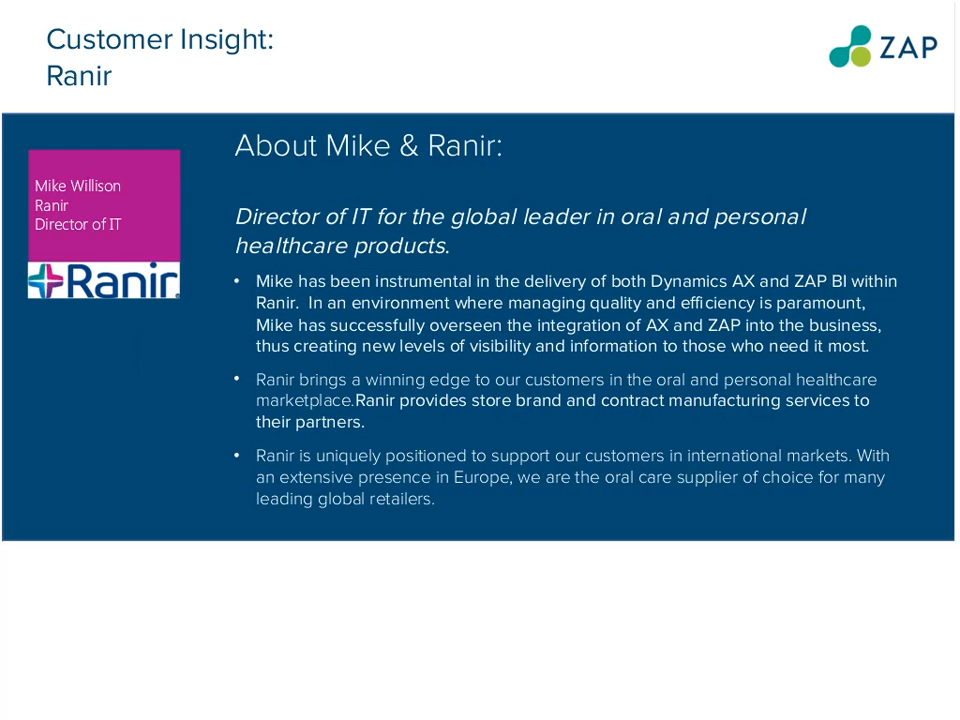 Customer Insight:
Ranir
ZAP
Mike Willison
Ranir
Director of IT
Ranir
About Mike & Ranir:
Director of IT for the global leader in oral and personal
healthcare products.
• Mike has been instrumental in the delivery of both Dynamics AX and ZAP BI within
Ranir.  In an environment where managing quality and efficiency is paramount,
Mike has successfully overseen the integration of AX and ZAP into the business,
thus creating new levels of visibility and information to those who need it most.
• Ranir brings a winning edge to our customers in the oral and personal healthcare
marketplace.Ranir provides store brand and contract manufacturing services to
their partners.
• Ranir is uniquely positioned to support our customers in international markets. With
an extensive presence in Europe, we are the oral care supplier of choice for many
leading global retailers.